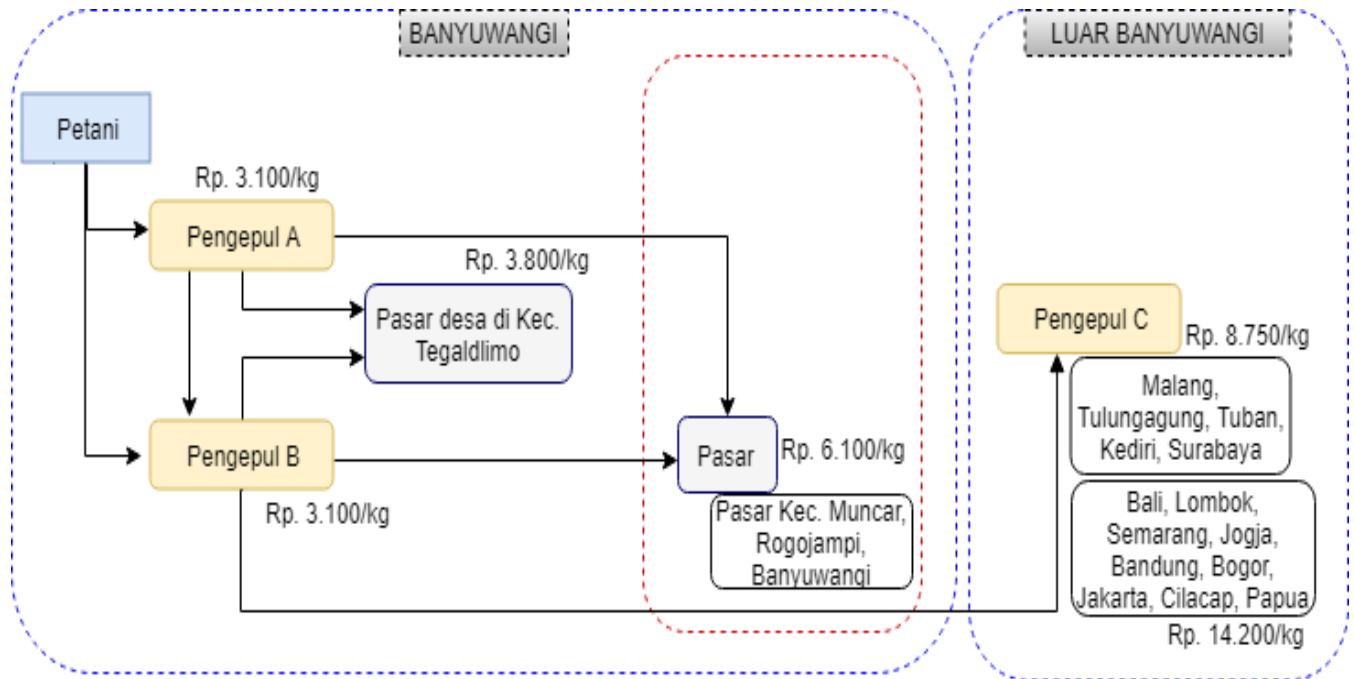 BANYUWANGI
LUAR BANYUWANGI
Petani
Rp. 3.100/kg
Pengepul A
Rp. 3.800/kg
Pasar desa di Kec.
Tegaldlimo
Pengepul B
Rp. 3.100/kg
Pasar
Rp. 6.100/kg
Pasar Kec. Muncar,
Rogojampi,
Banyuwangi
Pengepul C
Rp. 8.750/kg
Malang,
Tulungagung, Tuban,
Kediri, Surabaya
Bali, Lombok,
Semarang, Jogja,
Bandung, Bogor,
Jakarta, Cilacap, Papua
Rp. 14.200/kg